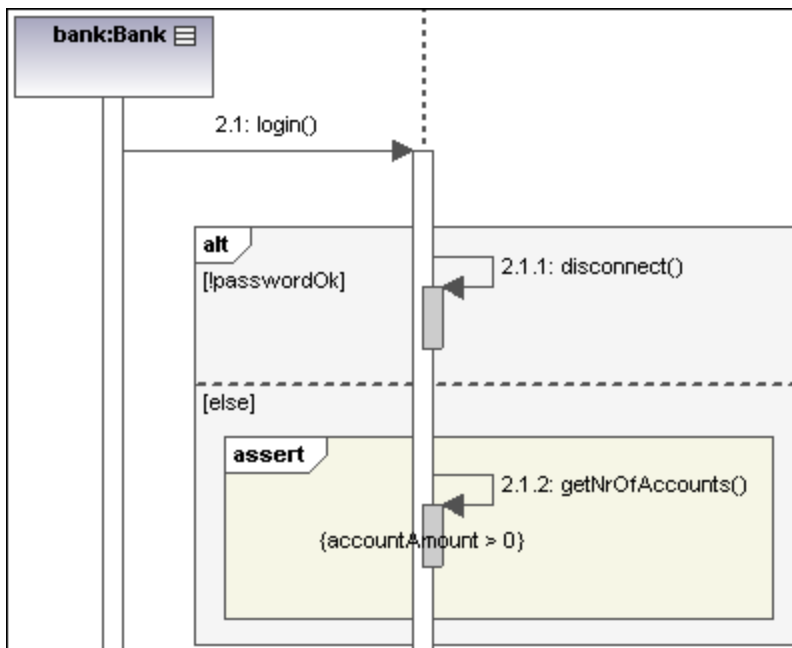 bank:Bank
2.1: login()
alt
2.1.1: disconnect()
[!passwordOk]
[else]
assert
2.1.2: getNrOfAccounts()
{accountAmount > 0}